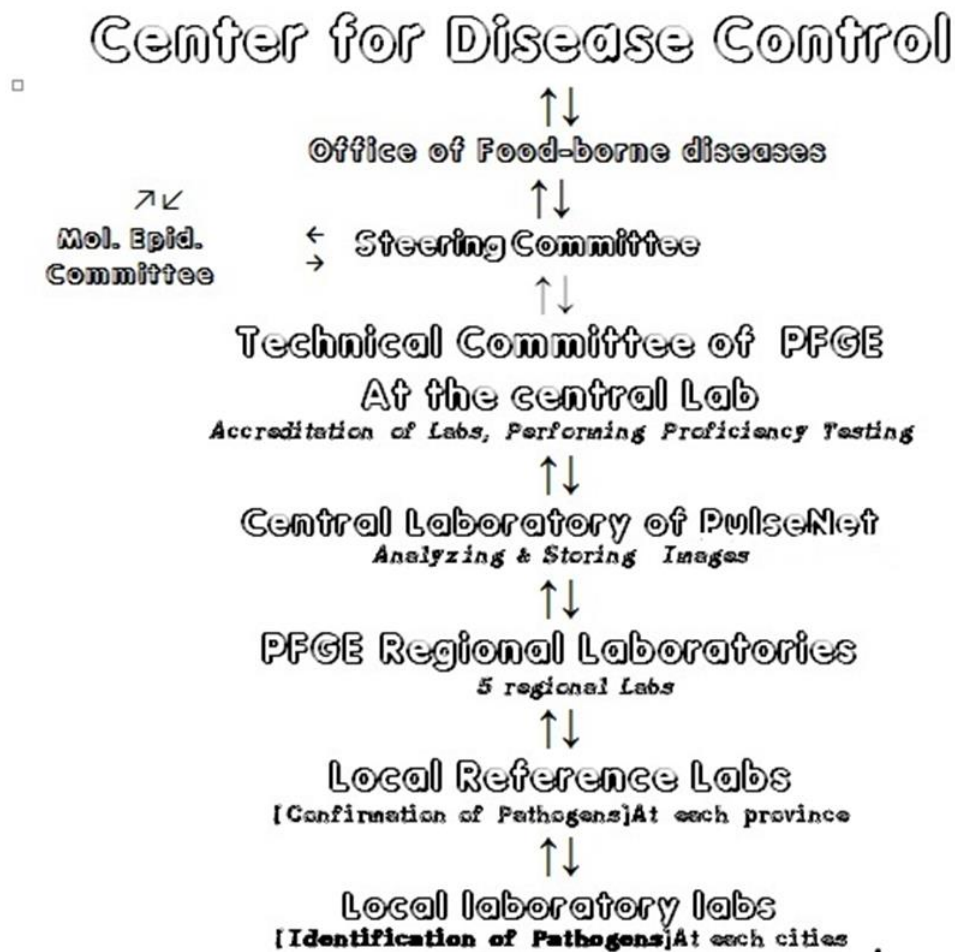 Center for Disease Control
↑↓
Office of Food-borne diseases
↑↓
↗↙
Mol. Epid.
Committee
←
→
Steering Committee
↑↓
Technical Committee of PFGE
At the central Lab
Accreditation of Labs, Performing Proficiency Testing
↑↓
Central Laboratory of PulseNet
Analyzing & Storing Images
↑↓
PFGE Regional Laboratories
5 regional Labs
↑↓
Local Reference Labs
[Confirmation of Pathogens]At each province
↑↓
Local laboratory labs
[Identification of Pathogens]At each cities .